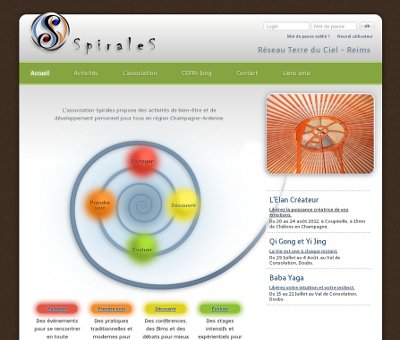 Login
Mot de passe
ok
Mot de passe oublié ?
Nouvel utilisateur
SpiraleS
Réseau Terre du Ciel - Reims
Accueil
Activités
L'association
CEFRI-Jung
Contact
Liens amis
L'association Spirales propose des activités de bien-être et de
développement personnel pour tous en région Champagne-Ardenne.
Partager
Prendre
soin
Découvrir
Evoluer
L'Elan Créateur
Libérez la puissance créatrice de vos
émotions.
Du 20 au 24 août 2012, à Coupéville, à 15mn
de Châlons en Champagne.
Qi Gong et Yi Jing
La Vie est une à chaque instant.
Du 29 Juillet au 4 Août, au Val de
Consolation, Doubs.
Baba Yaga
Libérez votre intuition et votre instinct.
Du 15 au 21 Juillet au Val de Consolation,
Doubs.
Partager
Prendre soin
Découvrir
Evoluer
Des évènements
pour se rencontrer
en toute
Des pratiques
traditionnelles et
modernes pour
Des conférences,
des films et des
débats pour mieux
Des stages
intensifs et
expérientiels pour